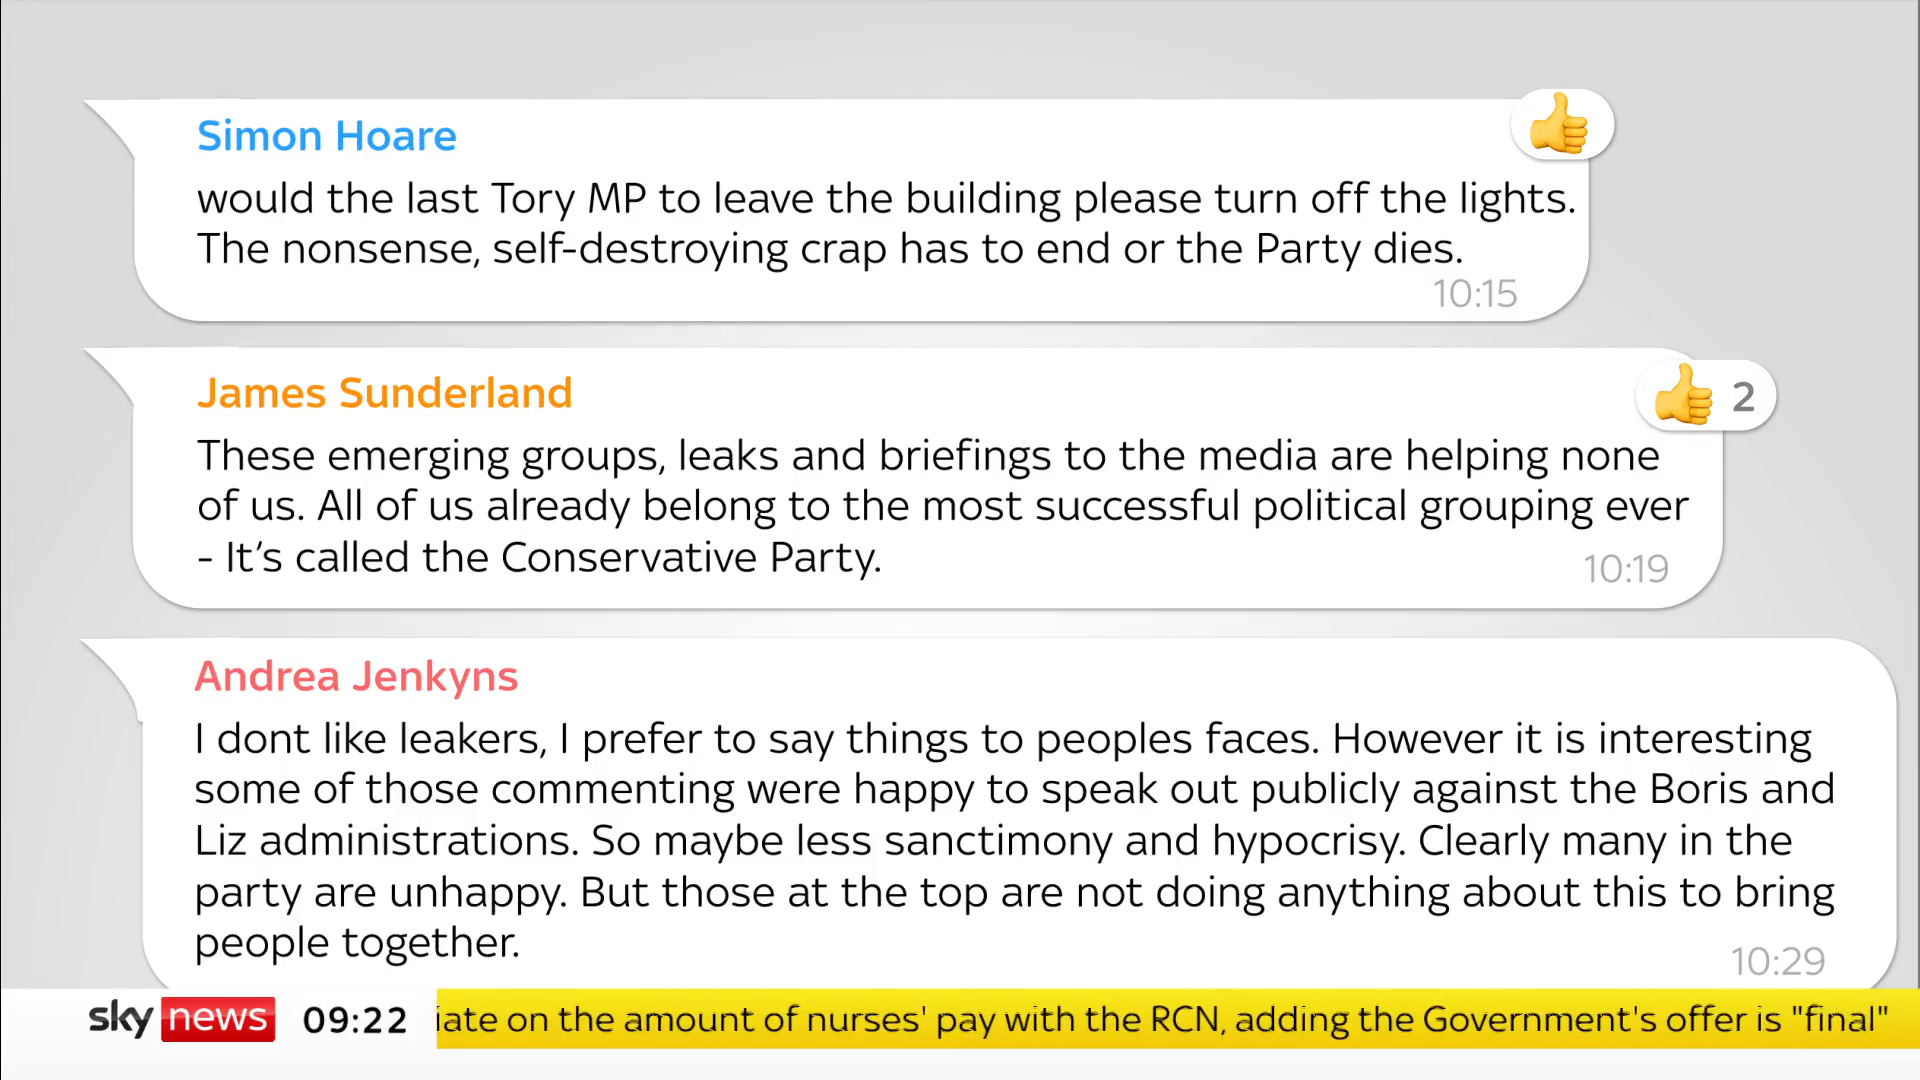 Simon Hoare
would the last Tory MP to leave the building please turn off the lights.
The nonsense, self-destroying crap has to end or the Party dies.
10:15
James Sunderland
2
These emerging groups, leaks and briefings to the media are helping none
of us. All of us already belong to the most successful political grouping ever
- It’s called the Conservative Party.
10:19
Andrea Jenkyns
I dont like leakers, I prefer to say things to peoples faces. However it is interesting
some of those commenting were happy to speak out publicly against the Boris and
Liz administrations. So maybe less sanctimony and hypocrisy. Clearly many in the
party are unhappy. But those at the top are not doing anything about this to bring
people together.
10:29
sky news 09:22 iate on the amount of nurses' pay with the RCN, adding the Government's offer is "final"